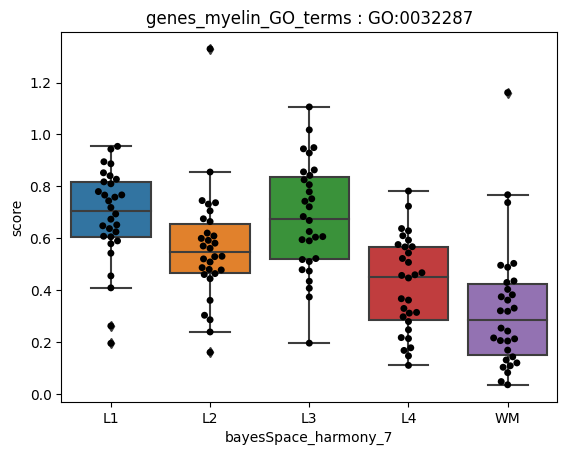 genes_myelin_GO_terms : GO:0032287
score
1.2
1.0
0.8
0.6
0.4
0.2
0.0
L1 L2 L3 L4 WM
bayesSpace_harmony_7